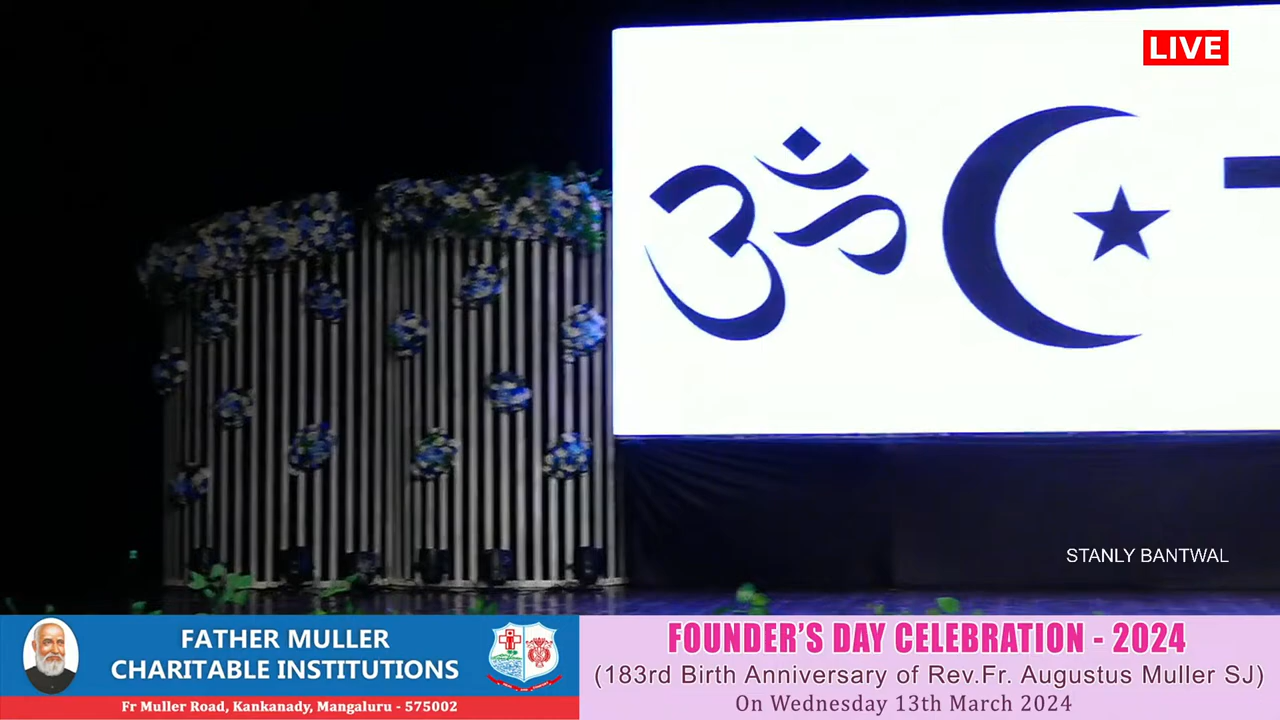 LIVE
ॐ
STANLY BANTWAL
FATHER MULLER
CHARITABLE INSTITUTIONS
Fr Muller Road, Kankanady, Mangaluru - 575002
FOUNDER'S DAY CELEBRATION - 2024
(183rd Birth Anniversary of Rev.Fr. Augustus Muller SJ)
On Wednesday 13th March 2024